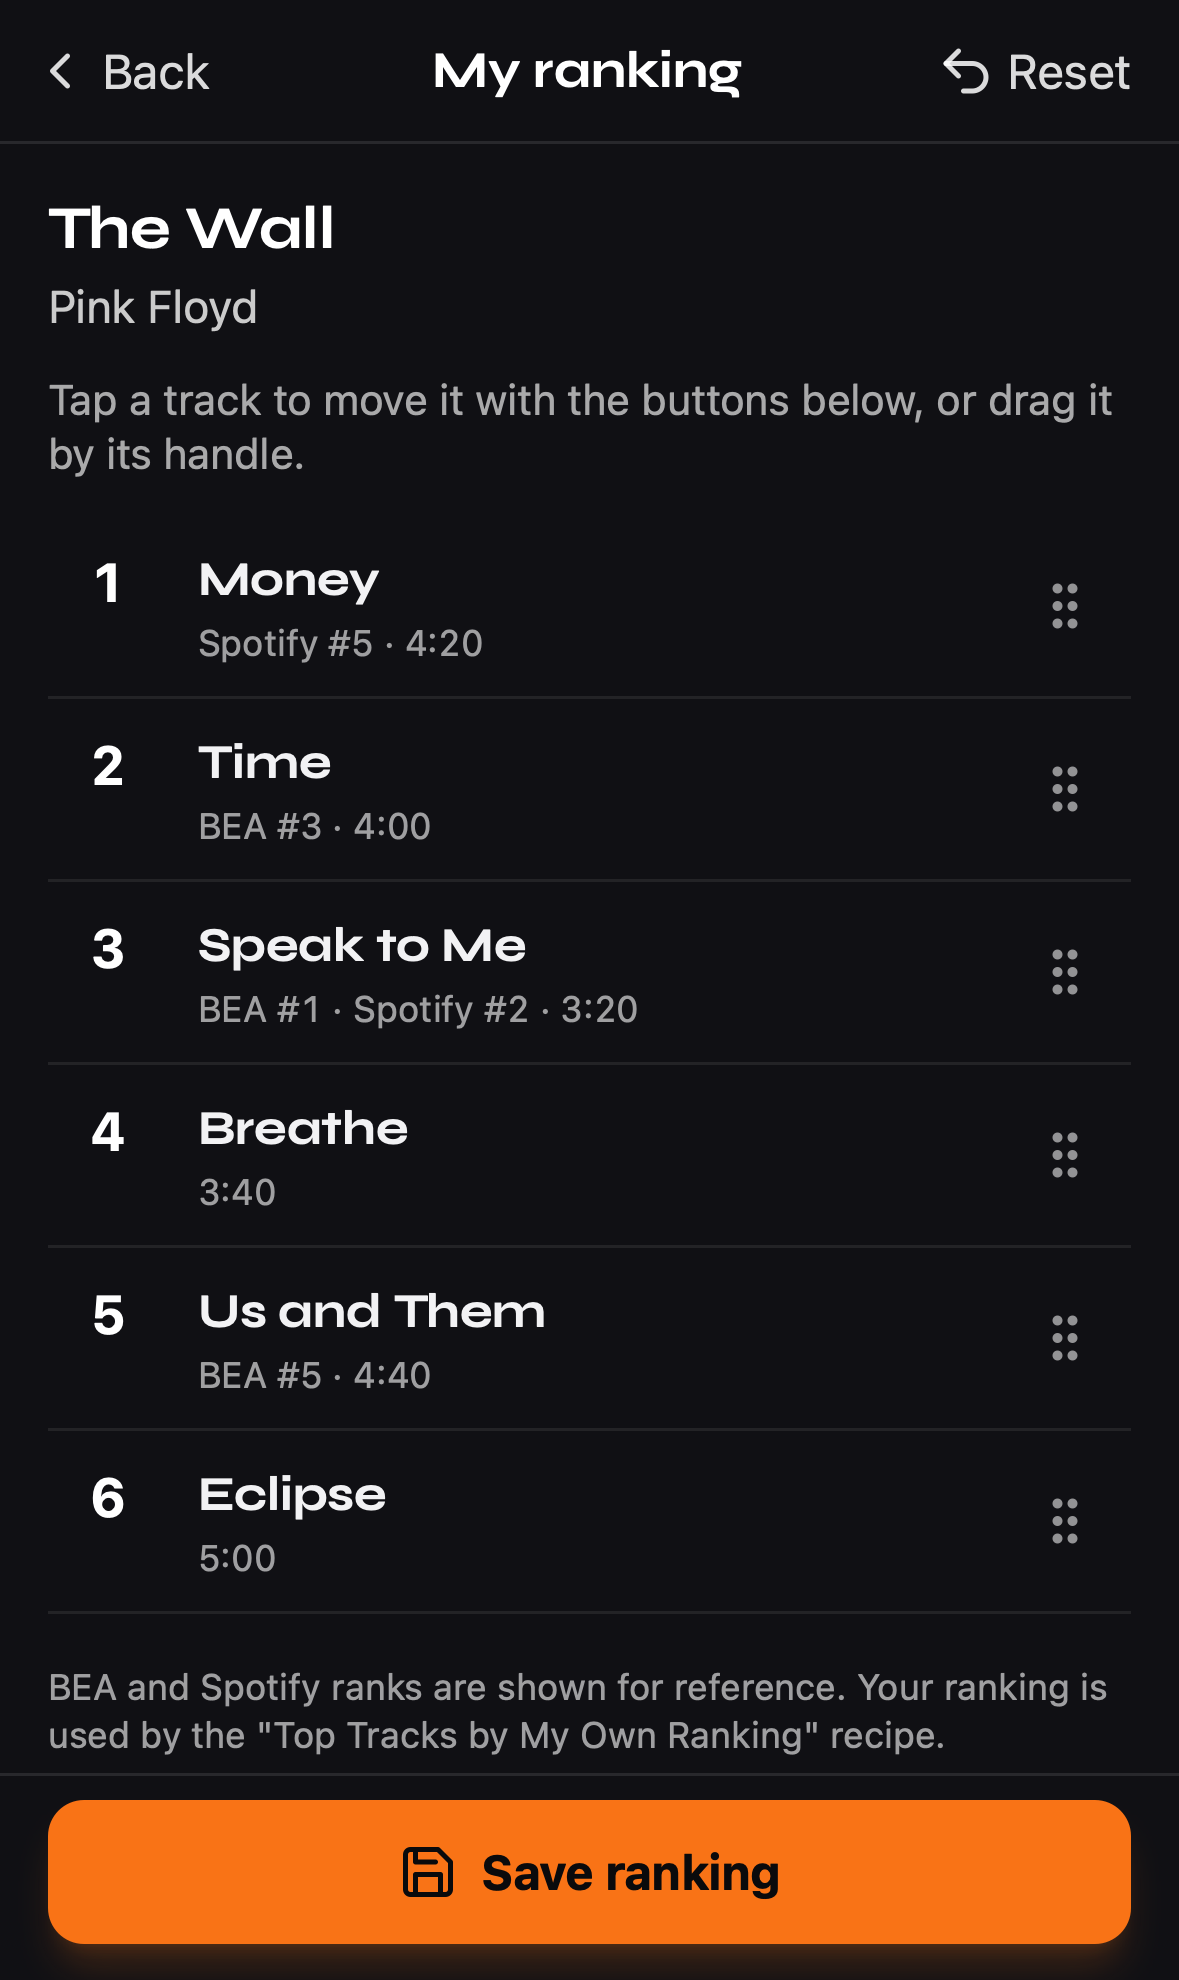 Back
My ranking
Reset
The Wall
Pink Floyd
Tap a track to move it with the buttons below, or drag it
by its handle.
1
Money
Spotify #5 · 4:20
2
Time
BEA #3 · 4:00
3
Speak to Me
BEA #1 · Spotify #2 · 3:20
4
Breathe
3:40
5
Us and Them
BEA #5 · 4:40
6
Eclipse
5:00
BEA and Spotify ranks are shown for reference. Your ranking is
used by the "Top Tracks by My Own Ranking" recipe.
Save ranking